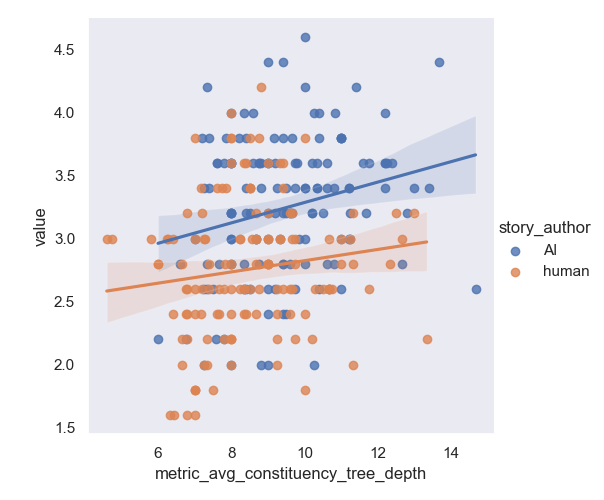 4.5
4.0
3.5
3.0
2.5
2.0
1.5
value
6
8
10
12
14
metric_avg_constituency_tree_depth
story_author
AI
human